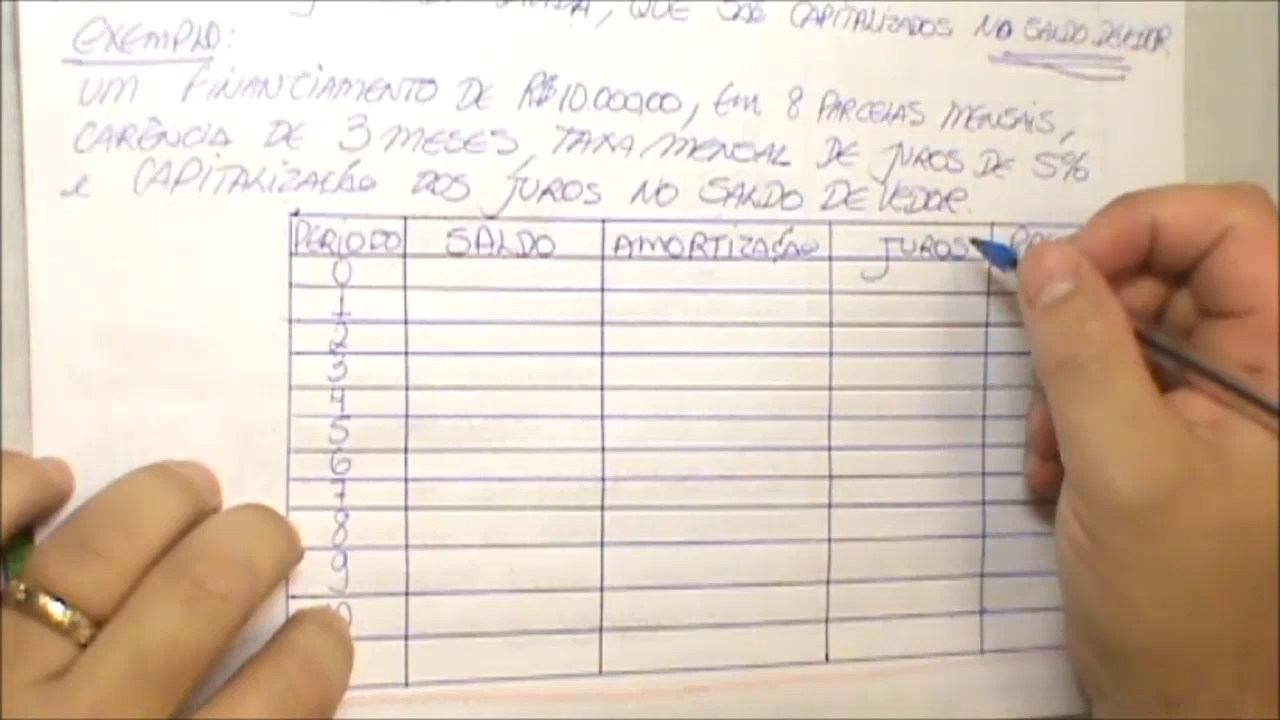 SALDA, QUE SÃO CAPITALIZADOS NO SALDO DEVEDOR.
EXEMPLO:
UM FINANCIAMENTO DE R$10.000,00, EM 8 PARCELAS MENSAIS,
CARÊNCIA DE 3 MESES, TAXA MENSAL DE JUROS DE 5%
E CAPITALIZAÇÃO DOS JUROS NO SALDO DEVEDOR.
PERÍODO SALDO AMORTIZAÇÃO JUROS
0
1
2
3
4
5
6
7
8
9